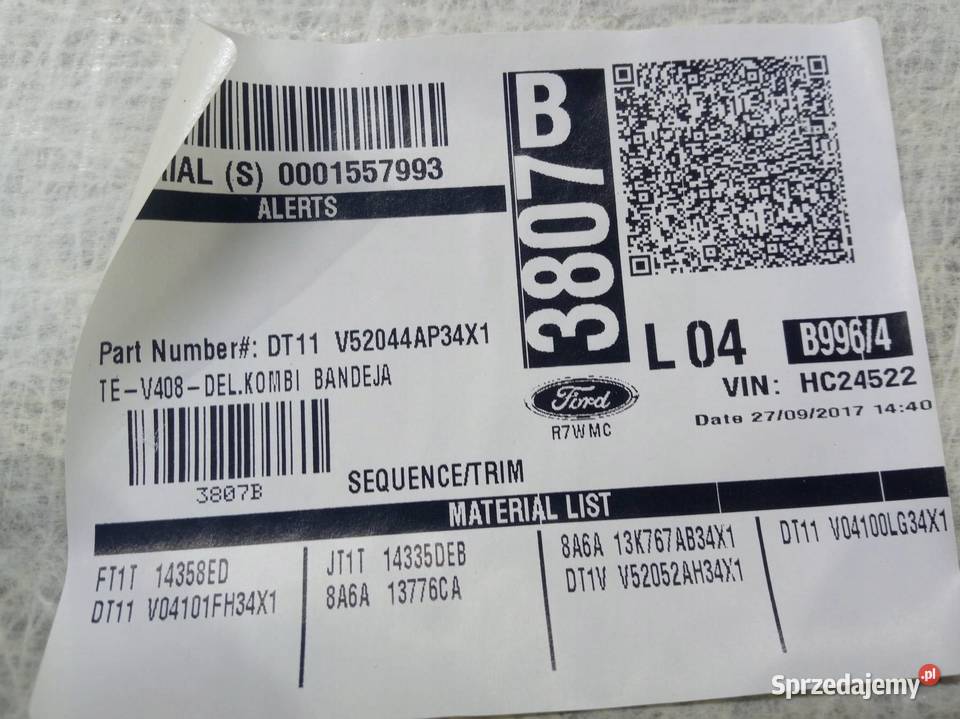 IAL (S) 0001557993
ALERTS
B
3807
Part Number#: DT11 V52044AP34X1
TE-V408-DEL.KOMBI BANDEJA
3807B
L 04
B996/4
VIN: HC24522
Date 27/09/2017 14:40
Ford
R7WMC
SEQUENCE/TRIM
MATERIAL LIST
FT1T 14358ED
DT11 V04101FH34X1
JT1T 14335DEB
8A6A 13776CA
8A6A 13K767AB34X1
DT1V V52052AH34X1
DT11 V04100LG34X1
Sprzedajemy.pl